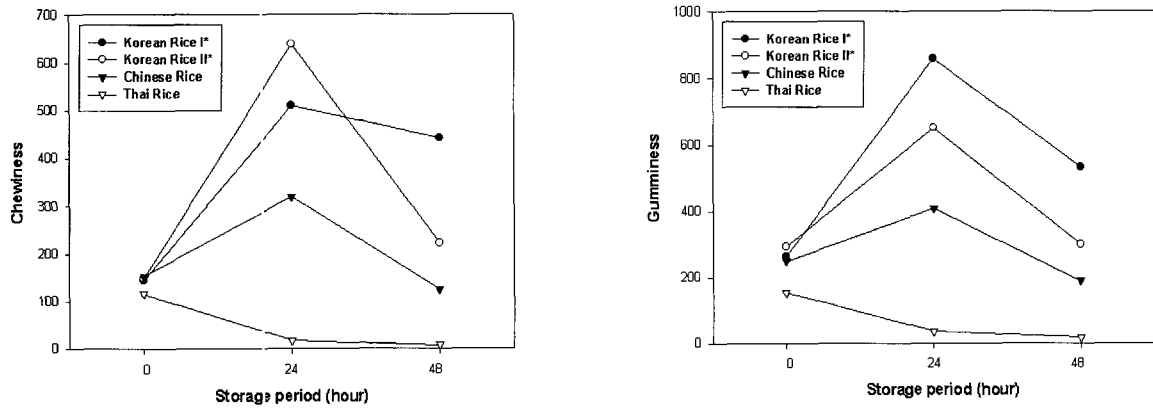 700
600
500
400
300
200
100
0
Chewiness
Korean Rice I*
Korean Rice II*
Chinese Rice
Thai Rice
0
24
48
Storage period (hour)
1000
800
600
400
200
0
Gumminess
Korean Rice I*
Korean Rice II*
Chinese Rice
Thai Rice
0
24
48
Storage period (hour)